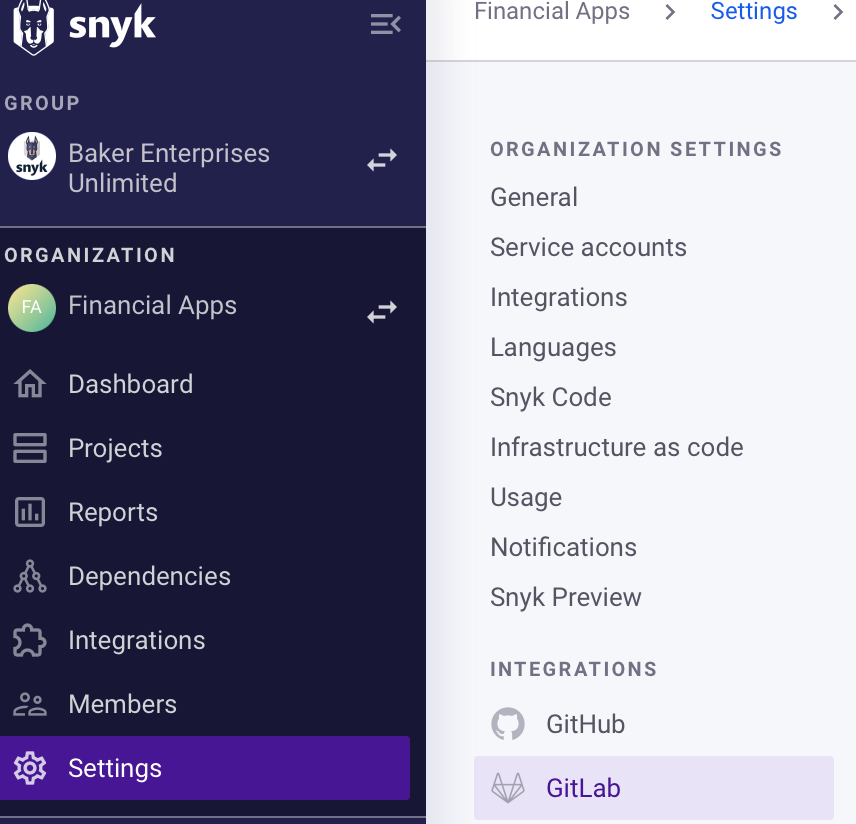 snyk
GROUP
snyk
Baker Enterprises
Unlimited
ORGANIZATION
FA
Financial Apps
Dashboard
Projects
Reports
Dependencies
Integrations
Members
Settings
Financial Apps > Settings >
ORGANIZATION SETTINGS
General
Service accounts
Integrations
Languages
Snyk Code
Infrastructure as code
Usage
Notifications
Snyk Preview
INTEGRATIONS
GitHub
GitLab